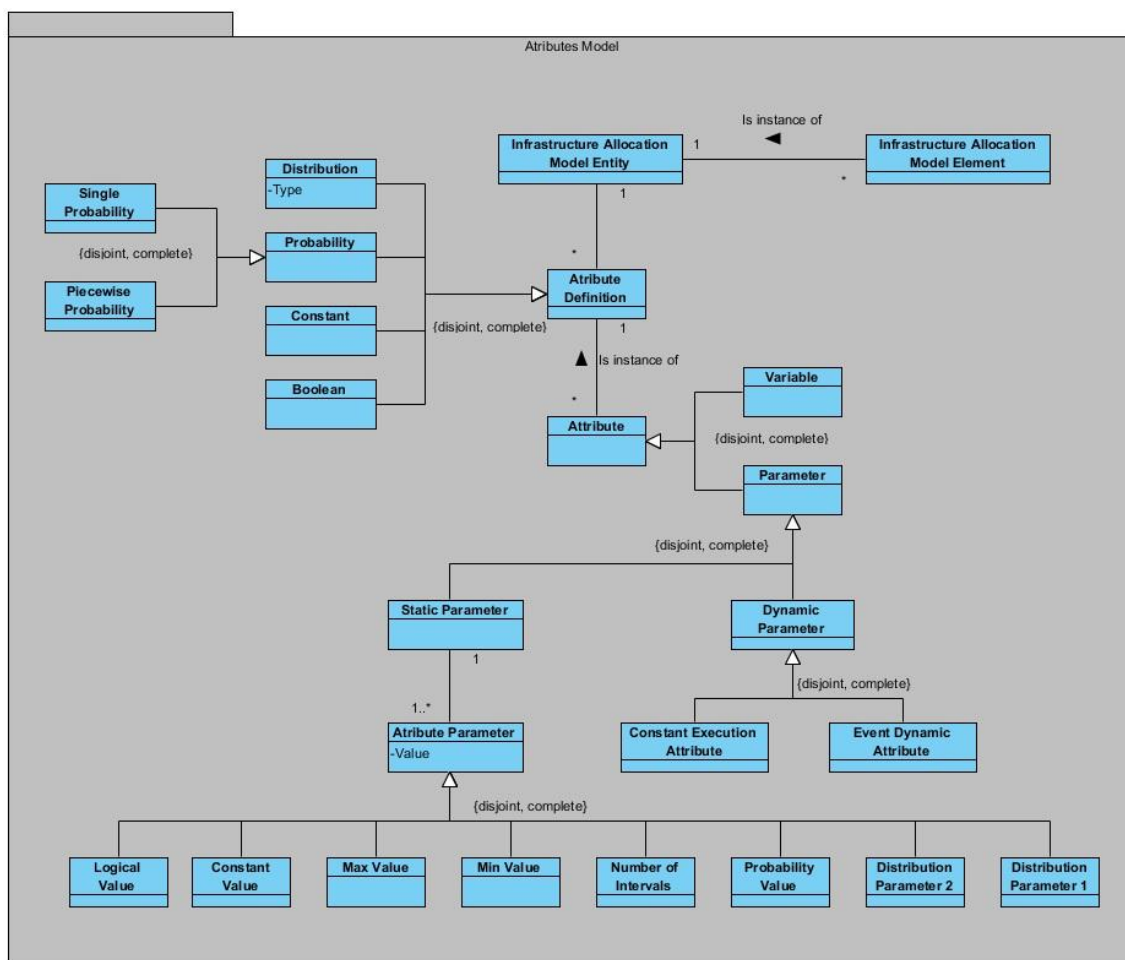 Atributes Model
Is instance of
Infrastructure Allocation
Model Entity
1
*
Infrastructure Allocation
Model Element
1
*
Distribution
-Type
Single
Probability
{disjoint, complete}
Probability
Piecewise
Probability
Constant
Boolean
Atribute
Definition
{disjoint, complete}
1
Is instance of
*
Attribute
Variable
{disjoint, complete}
Parameter
{disjoint, complete}
Static Parameter
1
Dynamic
Parameter
{disjoint, complete}
1..*
Atribute Parameter
-Value
Constant Execution
Attribute
Event Dynamic
Attribute
{disjoint, complete}
Logical
Value
Constant
Value
Max Value
Min Value
Number of
Intervals
Probability
Value
Distribution
Parameter 2
Distribution
Parameter 1